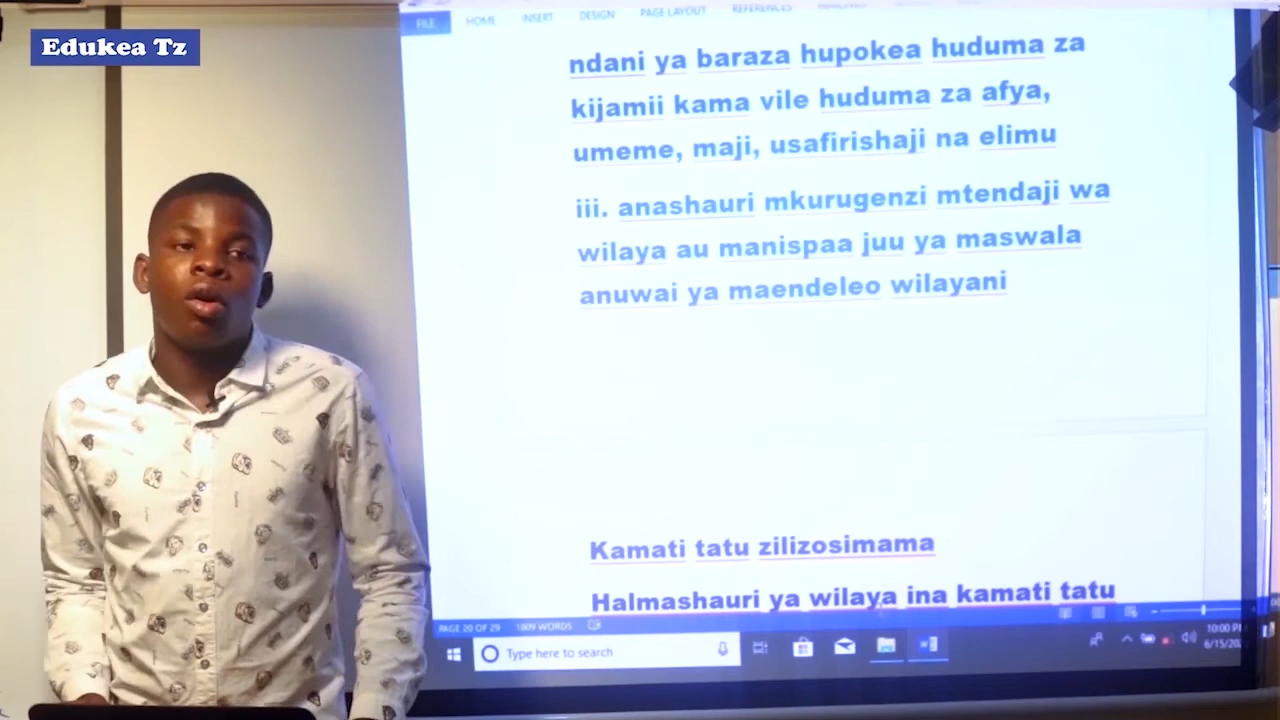 Edukea Tz
FILE HOME INSERT DESIGN PAGE LAYOUT REFERENCES
ndani ya baraza hupokea huduma za
kijamii kama vile huduma za afya,
umeme, maji, usafirishaji na elimu
iii. anashauri mkurugenzi mtendaji wa
wilaya au manispaa juu ya maswala
anuwai ya maendeleo wilayani
Kamati tatu zilizosimama
Halmashauri ya wilaya ina kamati tatu
PAGE 20 OF 29 1809 WORDS
Type here to search
10:00 PM